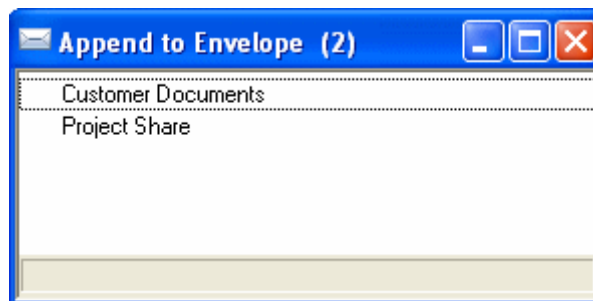 Append to Envelope (2)
Customer Documents
Project Share